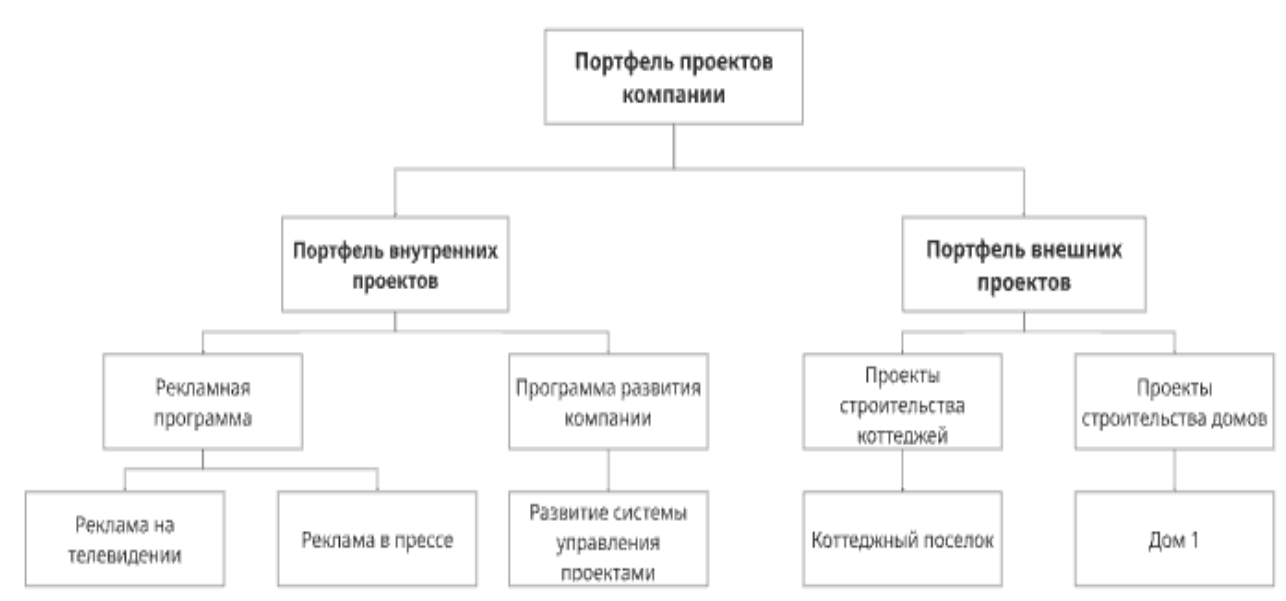 Портфель проектов
компании
Портфель внутренних
проектов
Портфель внешних
проектов
Рекламная
программа
Программа развития
компании
Проекты
строительства
коттеджей
Проекты
строительства домов
Реклама на
телевидении
Реклама в прессе
Развитие системы
управления
проектами
Коттеджный поселок
Дом 1